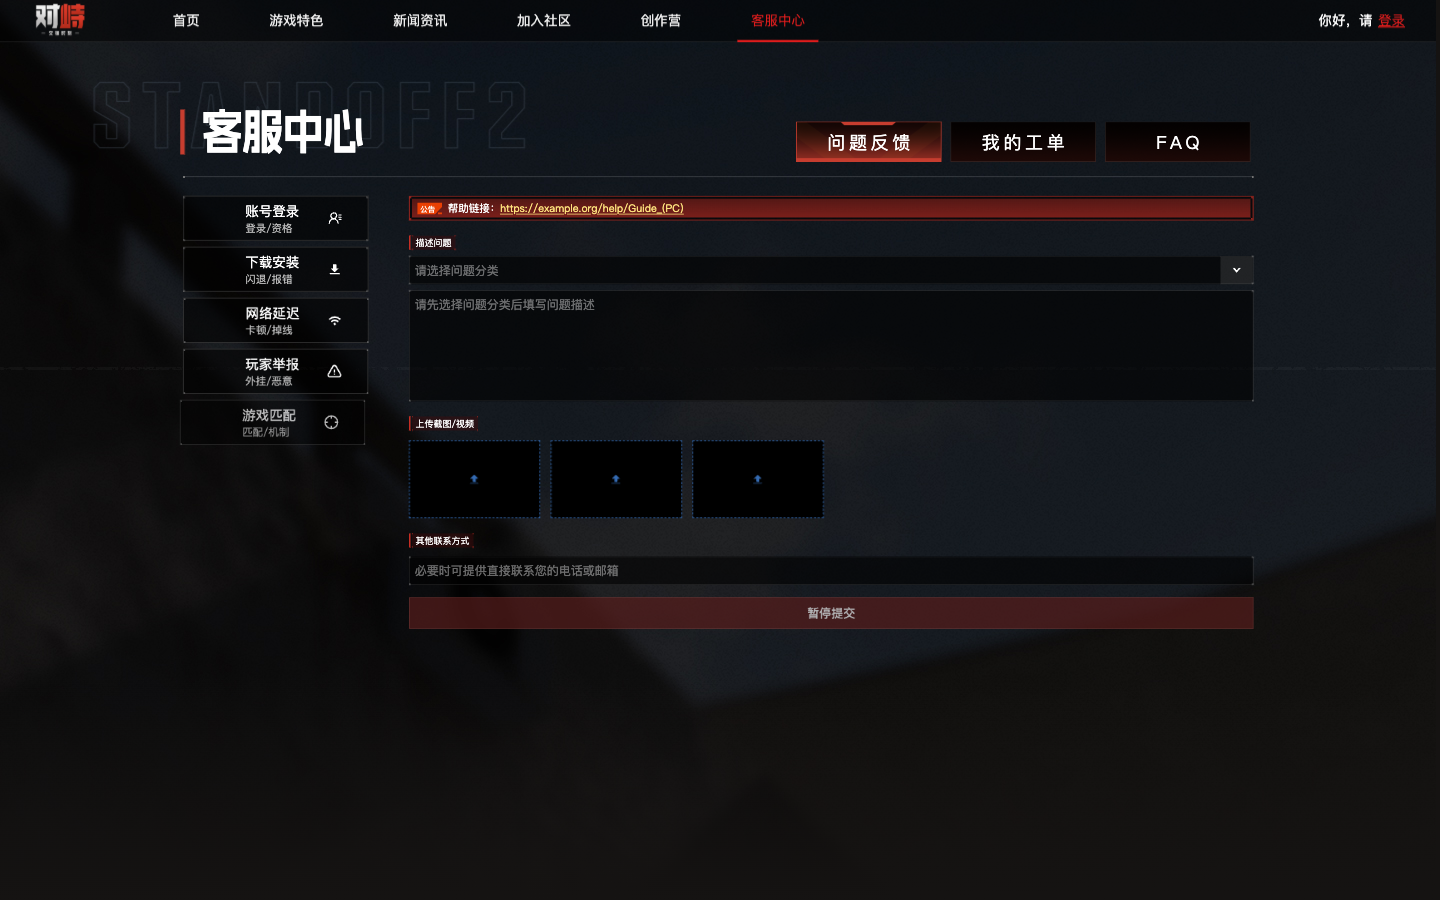 对峙
首页
游戏特色
新闻资讯
加入社区
创作营
客服中心
你好，请 登录
STANDOFF2
客服中心
问题反馈
我的工单
FAQ
账号登录
登录/资格
下载安装
闪退/报错
网络延迟
卡顿/掉线
玩家举报
外挂/恶意
游戏匹配
匹配/机制
公告 帮助链接：https://example.org/help/Guide_(PC)
描述问题
请选择问题分类
请先选择问题分类后填写问题描述
上传截图/视频
其他联系方式
必要时可提供直接联系您的电话或邮箱
暂停提交